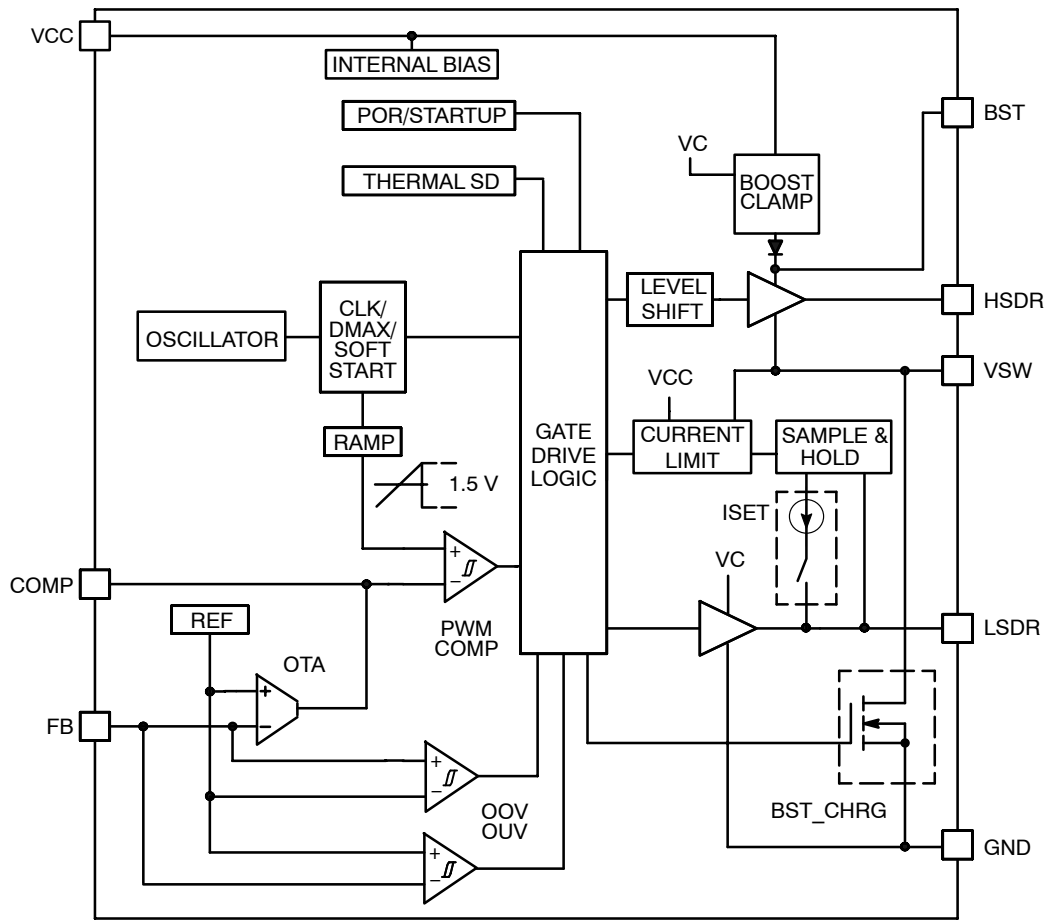 VCC
INTERNAL BIAS
POR/STARTUP
BST
VC
THERMAL SD
BOOST
CLAMP
LEVEL
SHIFT
HSDR
OSCILLATOR
CLK/
DMAX/
SOFT
START
VSW
VCC
RAMP
GATE
DRIVE
LOGIC
CURRENT
LIMIT
SAMPLE &
HOLD
1.5 V
ISET
+
−
COMP
VC
REF
PWM
COMP
LSDR
OTA
+
−
FB
+
−
OOV
OUV
BST_CHRG
+
−
GND